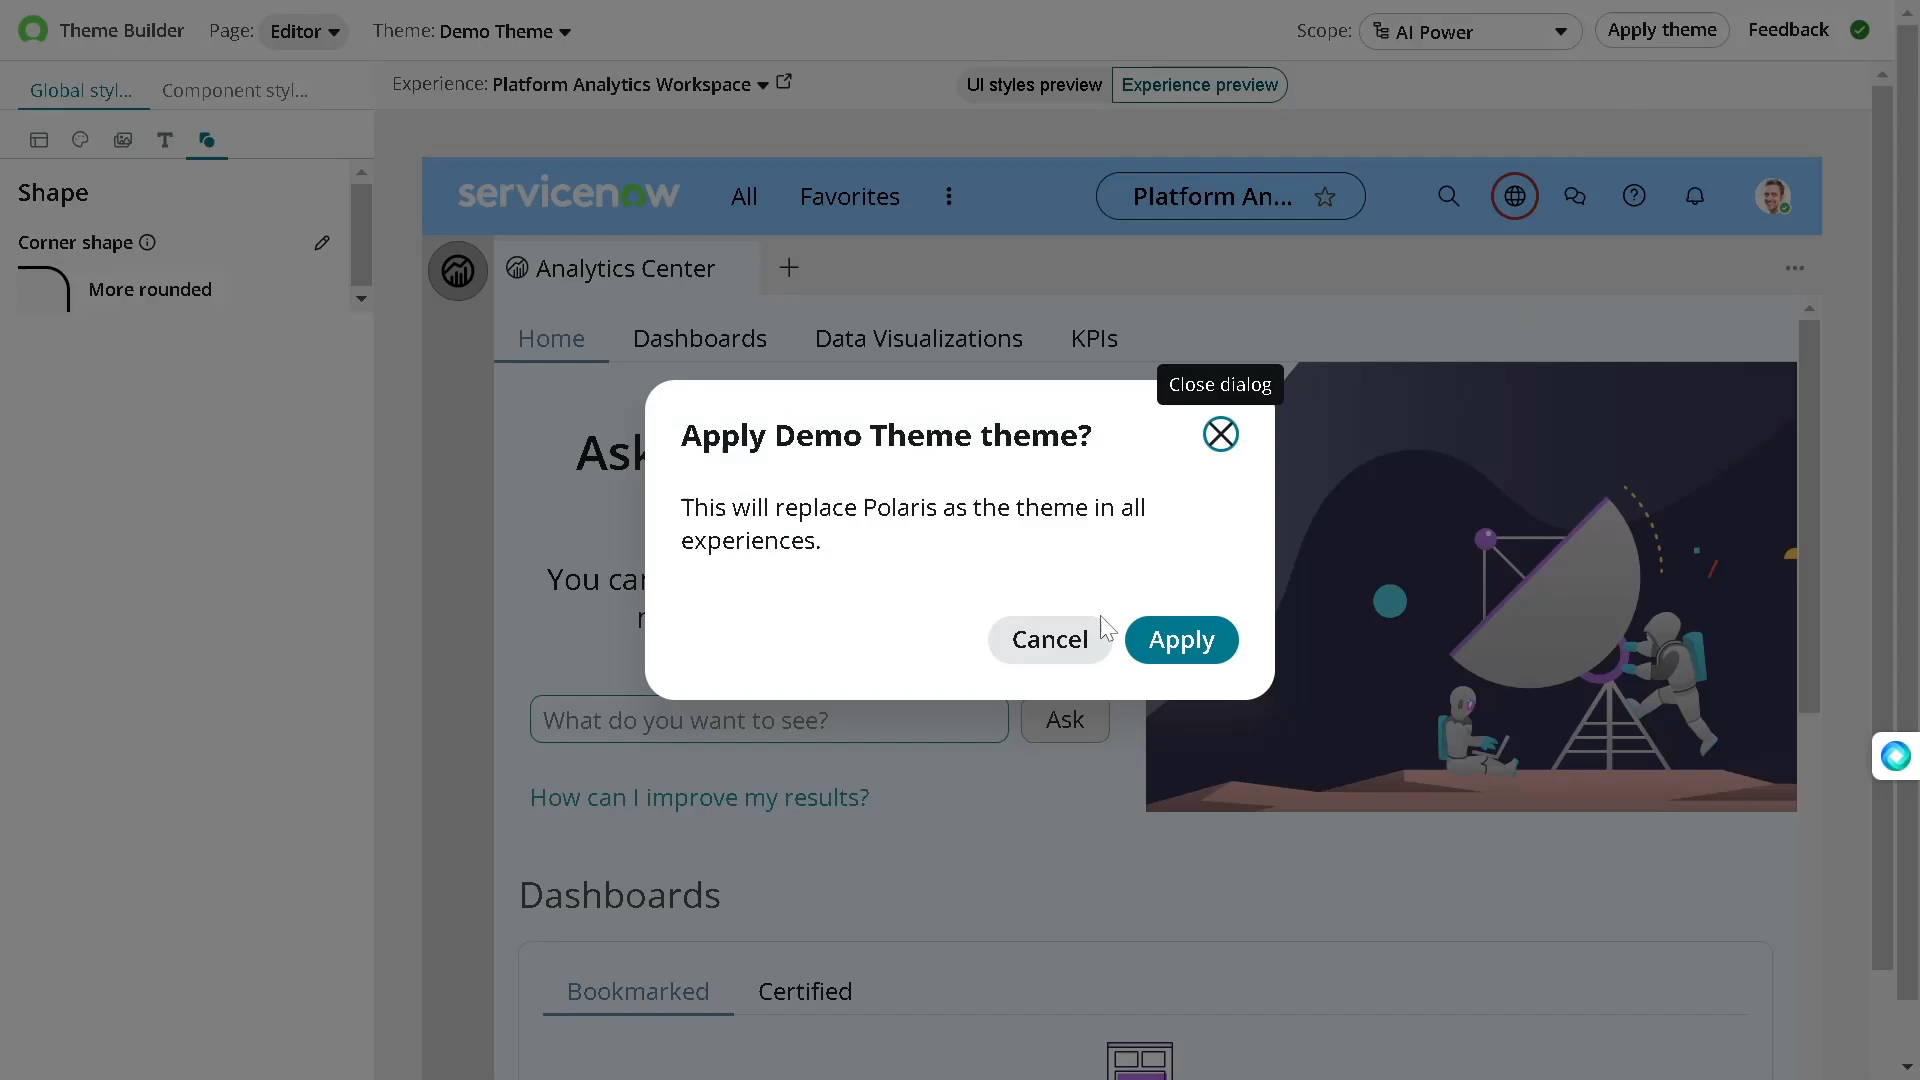 Theme Builder Page: Editor Theme: Demo Theme Scope: AI Power Apply theme Feedback
Global styl... Component styl... Experience: Platform Analytics Workspace UI styles preview Experience preview
Shape
Corner shape
More rounded
servicenow All Favorites Platform An...
Analytics Center
Home Dashboards Data Visualizations KPIs
Close dialog
Apply Demo Theme theme?
Ask
This will replace Polaris as the theme in all
experiences.
You
Cancel Apply
What do you want to see? Ask
How can I improve my results?
Dashboards
Bookmarked Certified